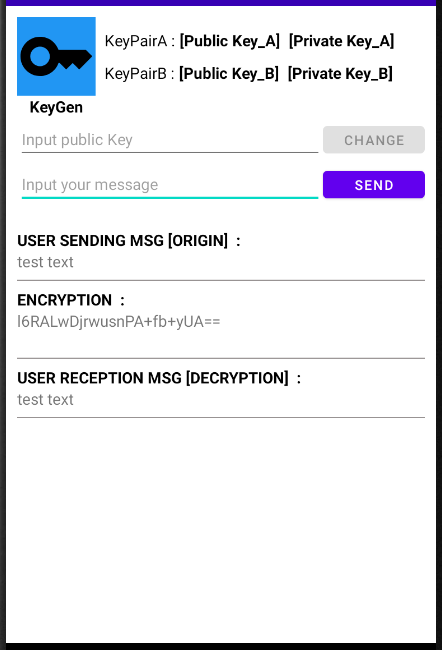 KeyPairA : [Public Key_A] [Private Key_A]
KeyPairB : [Public Key_B] [Private Key_B]
KeyGen
Input public Key
CHANGE
Input your message
SEND
USER SENDING MSG [ORIGIN] :
test text
ENCRYPTION :
I6RALwDjrwusnPA+fb+yUA==
USER RECEPTION MSG [DECRYPTION] :
test text